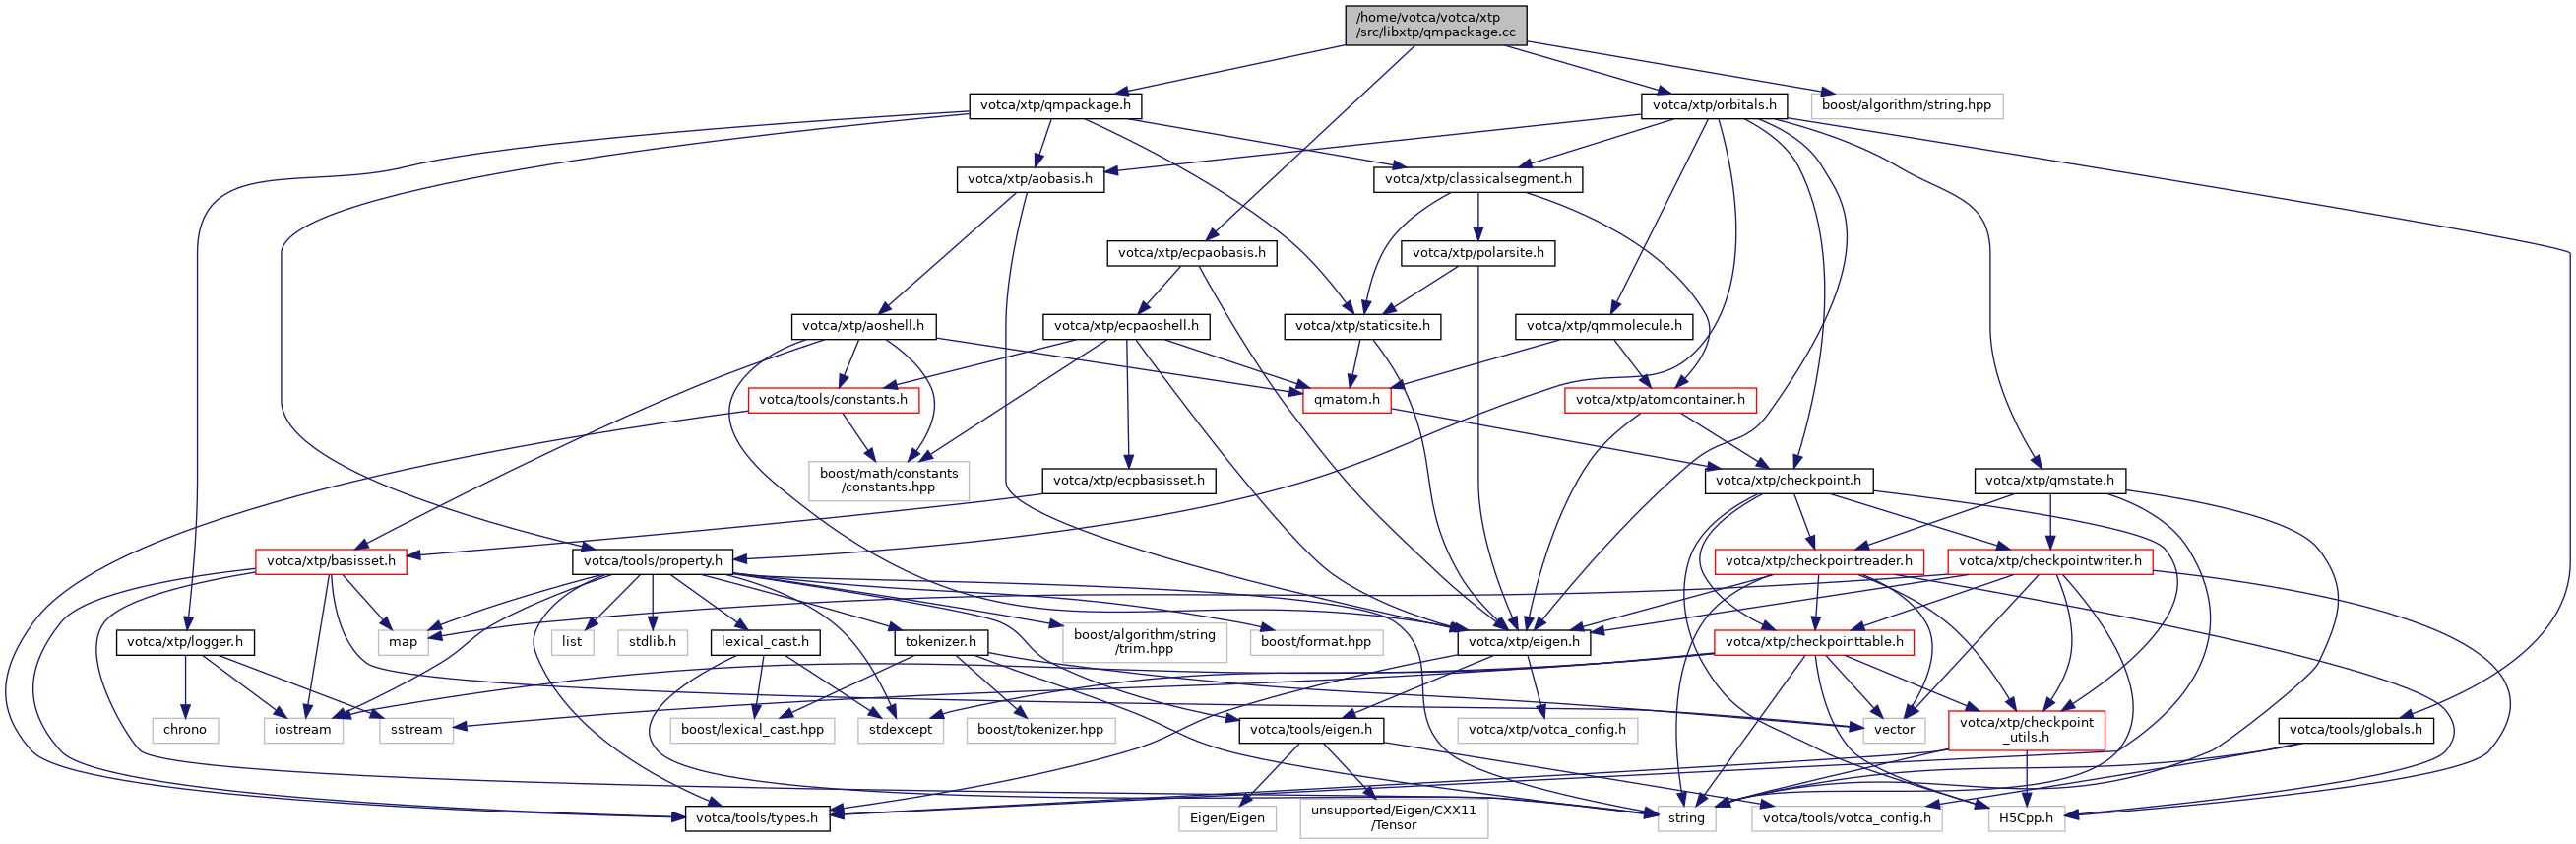 /home/votca/votca/xtp
/src/libxtp/qmpackage.cc
votca/xtp/qmpackage.h
votca/xtp/orbitals.h
boost/algorithm/string.hpp
votca/xtp/aobasis.h
votca/xtp/classicalsegment.h
votca/xtp/ecpaobasis.h
votca/xtp/polarsite.h
votca/xtp/aoshell.h
votca/xtp/ecpaoshell.h
votca/xtp/staticsite.h
votca/xtp/qmmolecule.h
votca/tools/constants.h
qmatom.h
votca/xtp/atomcontainer.h
boost/math/constants
/constants.hpp
votca/xtp/ecpbasisset.h
votca/xtp/checkpoint.h
votca/xtp/qmstate.h
votca/xtp/basisset.h
votca/tools/property.h
votca/xtp/checkpointreader.h
votca/xtp/checkpointwriter.h
votca/xtp/logger.h
map
list
stdlib.h
lexical_cast.h
tokenizer.h
boost/algorithm/string
/trim.hpp
boost/format.hpp
votca/xtp/eigen.h
votca/xtp/checkpointtable.h
chrono
iostream
sstream
boost/lexical_cast.hpp
stdexcept
boost/tokenizer.hpp
votca/tools/eigen.h
votca/xtp/votca_config.h
vector
votca/xtp/checkpoint
_utils.h
votca/tools/globals.h
votca/tools/types.h
Eigen/Eigen
unsupported/Eigen/CXX11
/Tensor
string
votca/tools/votca_config.h
H5Cpp.h